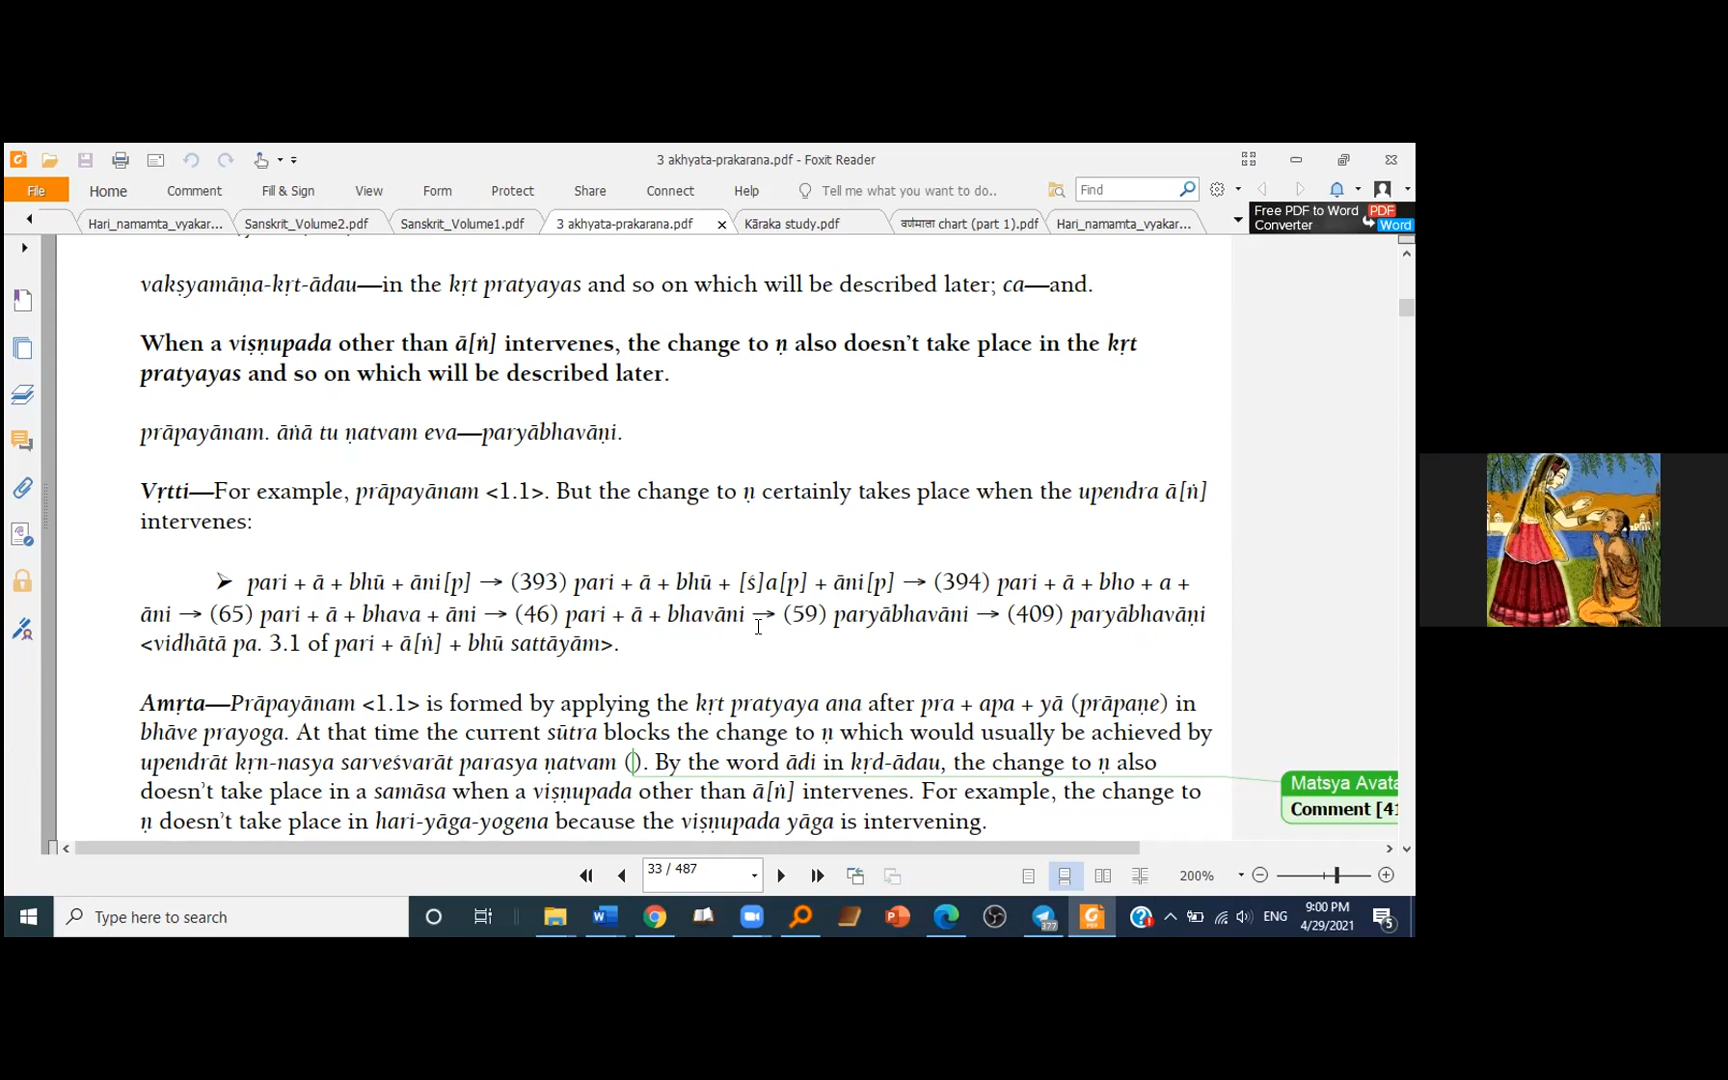 3 akhyata-prakarana.pdf - Foxit Reader
File Home Comment Fill & Sign View Form Protect Share Connect Help Tell me what you want to do.. Find
Hari_namamta_vyakar... Sanskrit_Volume2.pdf Sanskrit_Volume1.pdf 3 akhyata-prakarana.pdf Kāraka study.pdf वर्णमाला chart (part 1).pdf Hari_namamta_vyakar...
Free PDF to Word Converter PDF Word
vakṣyamāṇa-kṛt-ādau—in the kṛt pratyayas and so on which will be described later; ca—and.
When a viṣṇupada other than ā[ṅ] intervenes, the change to ṇ also doesn’t take place in the kṛt
pratyayas and so on which will be described later.
prāpayānam. āṅā tu ṇatvam eva—paryābhavāṇi.
Vṛtti—For example, prāpayānam <1.1>. But the change to ṇ certainly takes place when the upendra ā[ṅ]
intervenes:
➤ pari + ā + bhū + āni[p] → (393) pari + ā + bhū + [ś]a[p] + āni[p] → (394) pari + ā + bho + a +
āni → (65) pari + ā + bhava + āni → (46) pari + ā + bhavāni → (59) paryābhavāni → (409) paryābhavāṇi
<vidhātā pa. 3.1 of pari + ā[ṅ] + bhū sattāyām>.
Amṛta—Prāpayānam <1.1> is formed by applying the kṛt pratyaya ana after pra + apa + yā (prāpaṇe) in
bhāve prayoga. At that time the current sūtra blocks the change to ṇ which would usually be achieved by
upendrāt kṛn-nasya sarveśvarāt parasya ṇatvam (). By the word ādi in kṛd-ādau, the change to ṇ also
doesn’t take place in a samāsa when a viṣṇupada other than ā[ṅ] intervenes. For example, the change to
ṇ doesn’t take place in hari-yāga-yogena because the viṣṇupada yāga is intervening.
Matsya Avata
Comment [41
33 / 487
200%
Type here to search
377
ENG
9:00 PM
4/29/2021
5